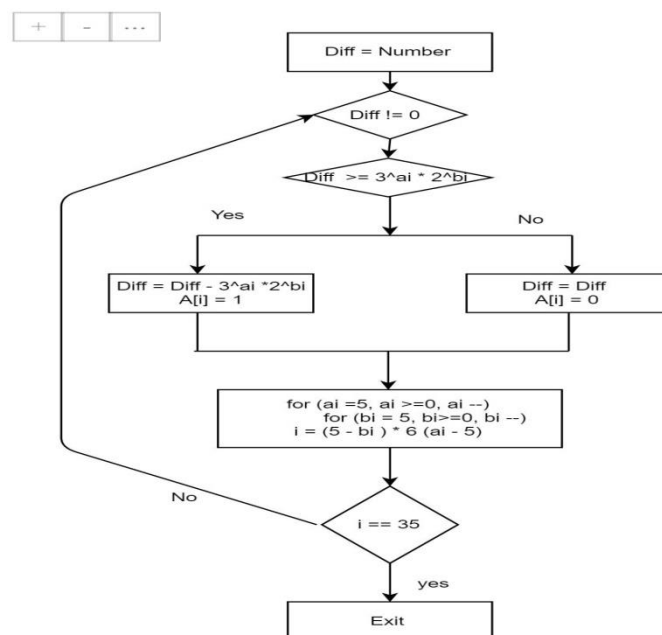 + - ...
Diff = Number
Diff != 0
Diff >= 3^ai * 2^bi
Yes
No
Diff = Diff - 3^ai *2^bi
A[i] = 1
Diff = Diff
A[i] = 0
for (ai =5, ai >=0, ai --)
for (bi = 5, bi>=0, bi --)
i = (5 - bi ) * 6 (ai - 5)
No
i == 35
yes
Exit